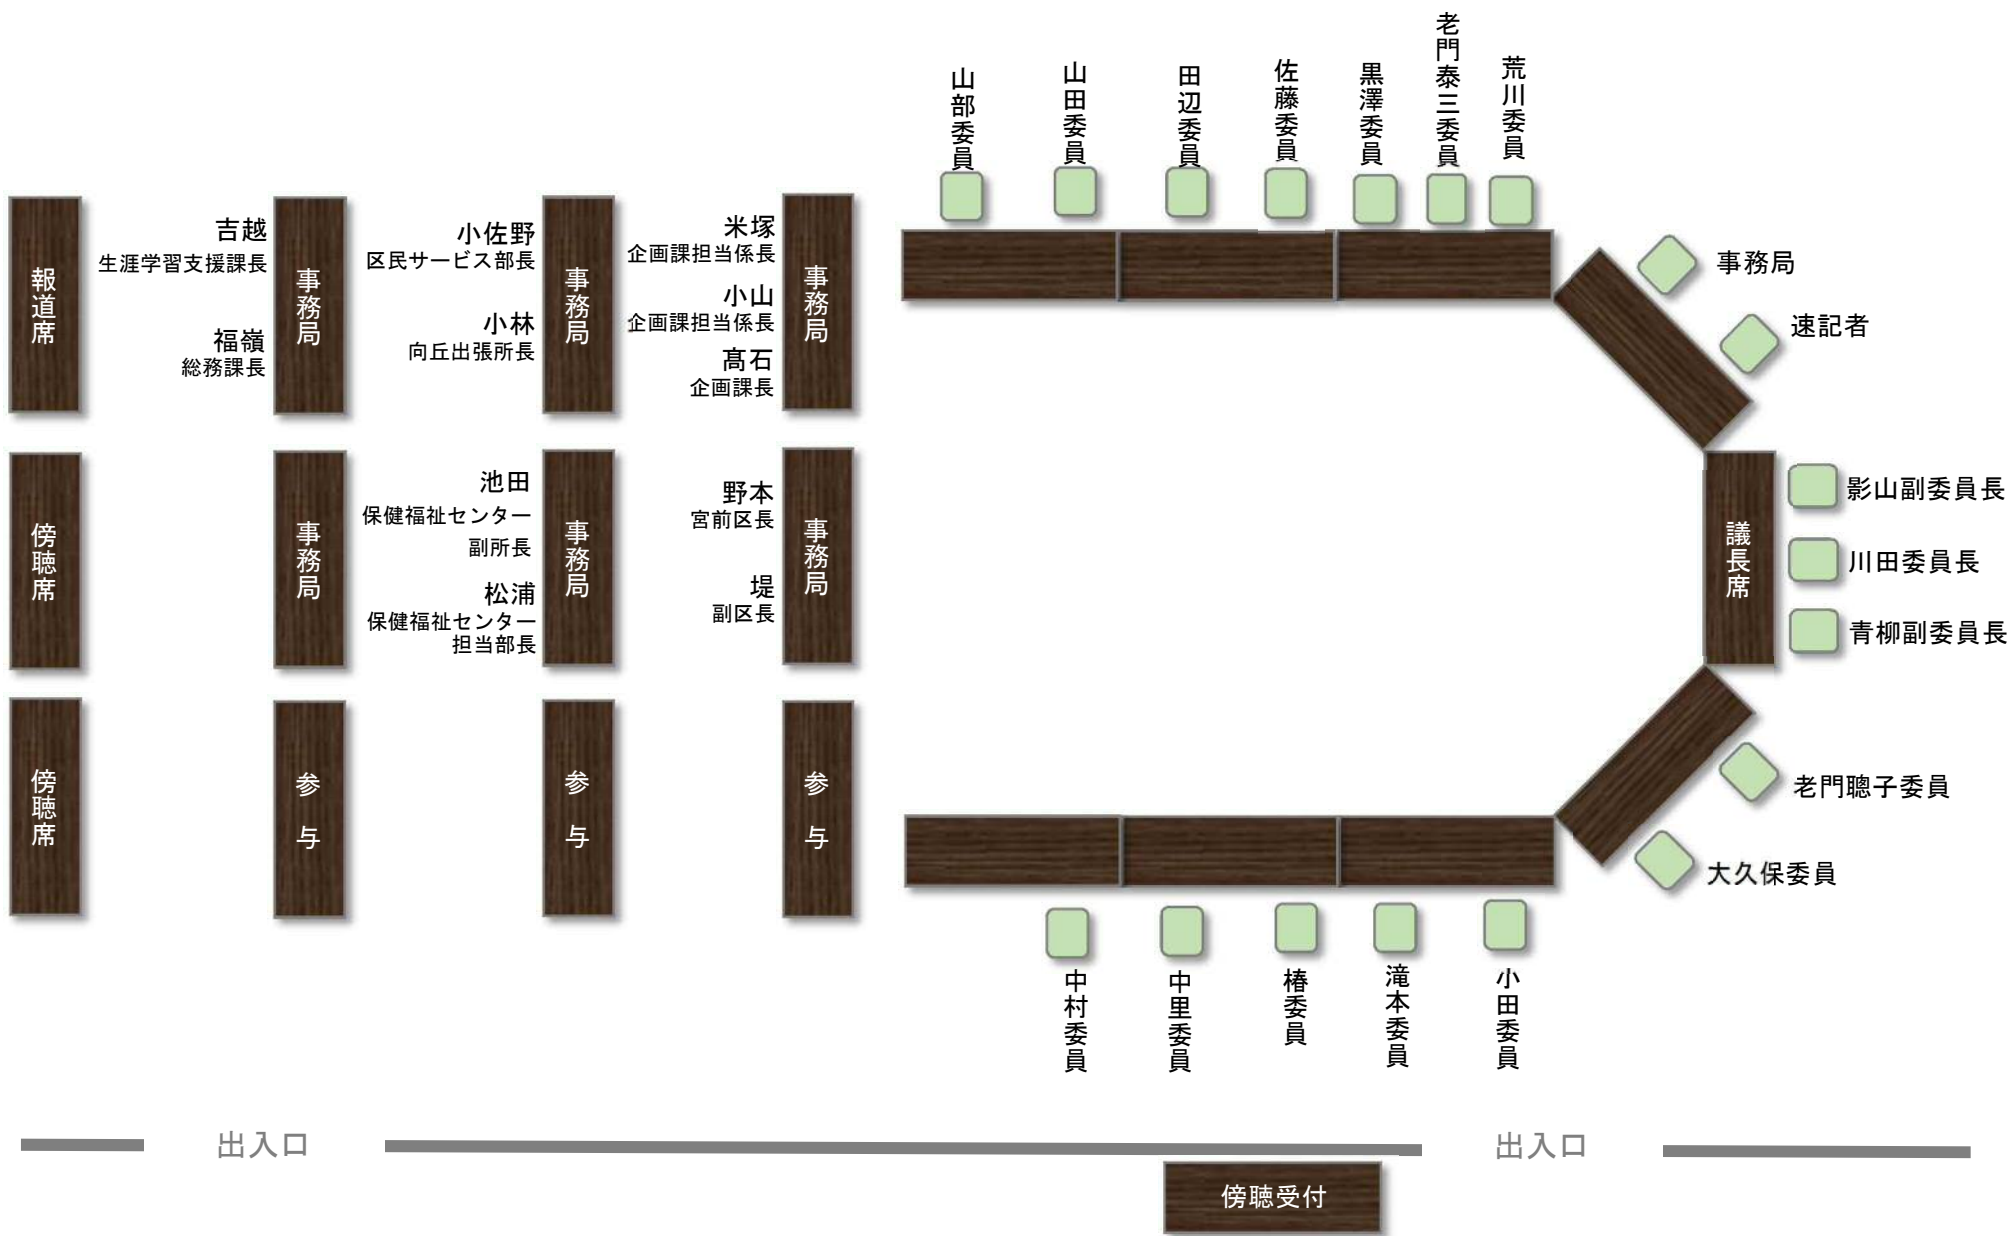 山部委員
山田委員
田辺委員
佐藤委員
黒澤委員
老門泰三委員
荒川委員
事務局
速記者
影山副委員長
川田委員長
青柳副委員長
議長席
老門聰子委員
大久保委員
中村委員
中里委員
椿委員
滝本委員
小田委員
報道席
吉越
生涯学習支援課長
福嶺
総務課長
事務局
小佐野
区民サービス部長
小林
向丘出張所長
事務局
米塚
企画課担当係長
小山
企画課担当係長
髙石
企画課長
事務局
傍聴席
事務局
池田
保健福祉センター
副所長
松浦
保健福祉センター
担当部長
事務局
野本
宮前区長
堤
副区長
事務局
傍聴席
参与
参与
参与
出入口
出入口
傍聴受付